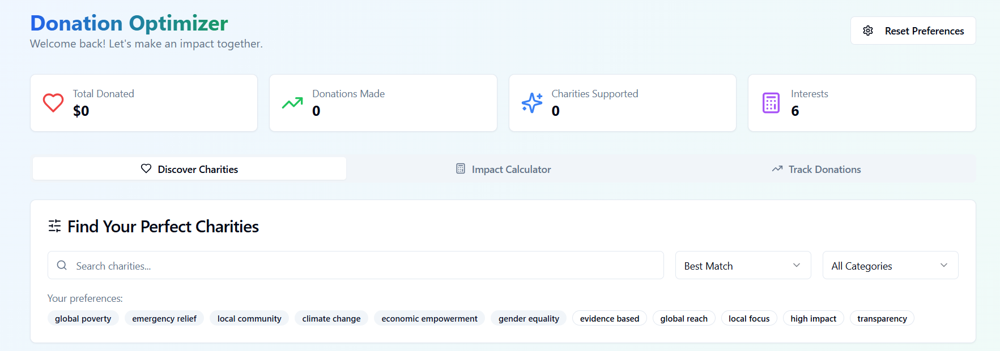 Donation Optimizer
Welcome back! Let's make an impact together.
Reset Preferences
Total Donated
$0
Donations Made
0
Charities Supported
0
Interests
6
Discover Charities
Impact Calculator
Track Donations
Find Your Perfect Charities
Search charities...
Best Match
All Categories
Your preferences:
global poverty emergency relief local community climate change economic empowerment gender equality evidence based global reach local focus high impact transparency